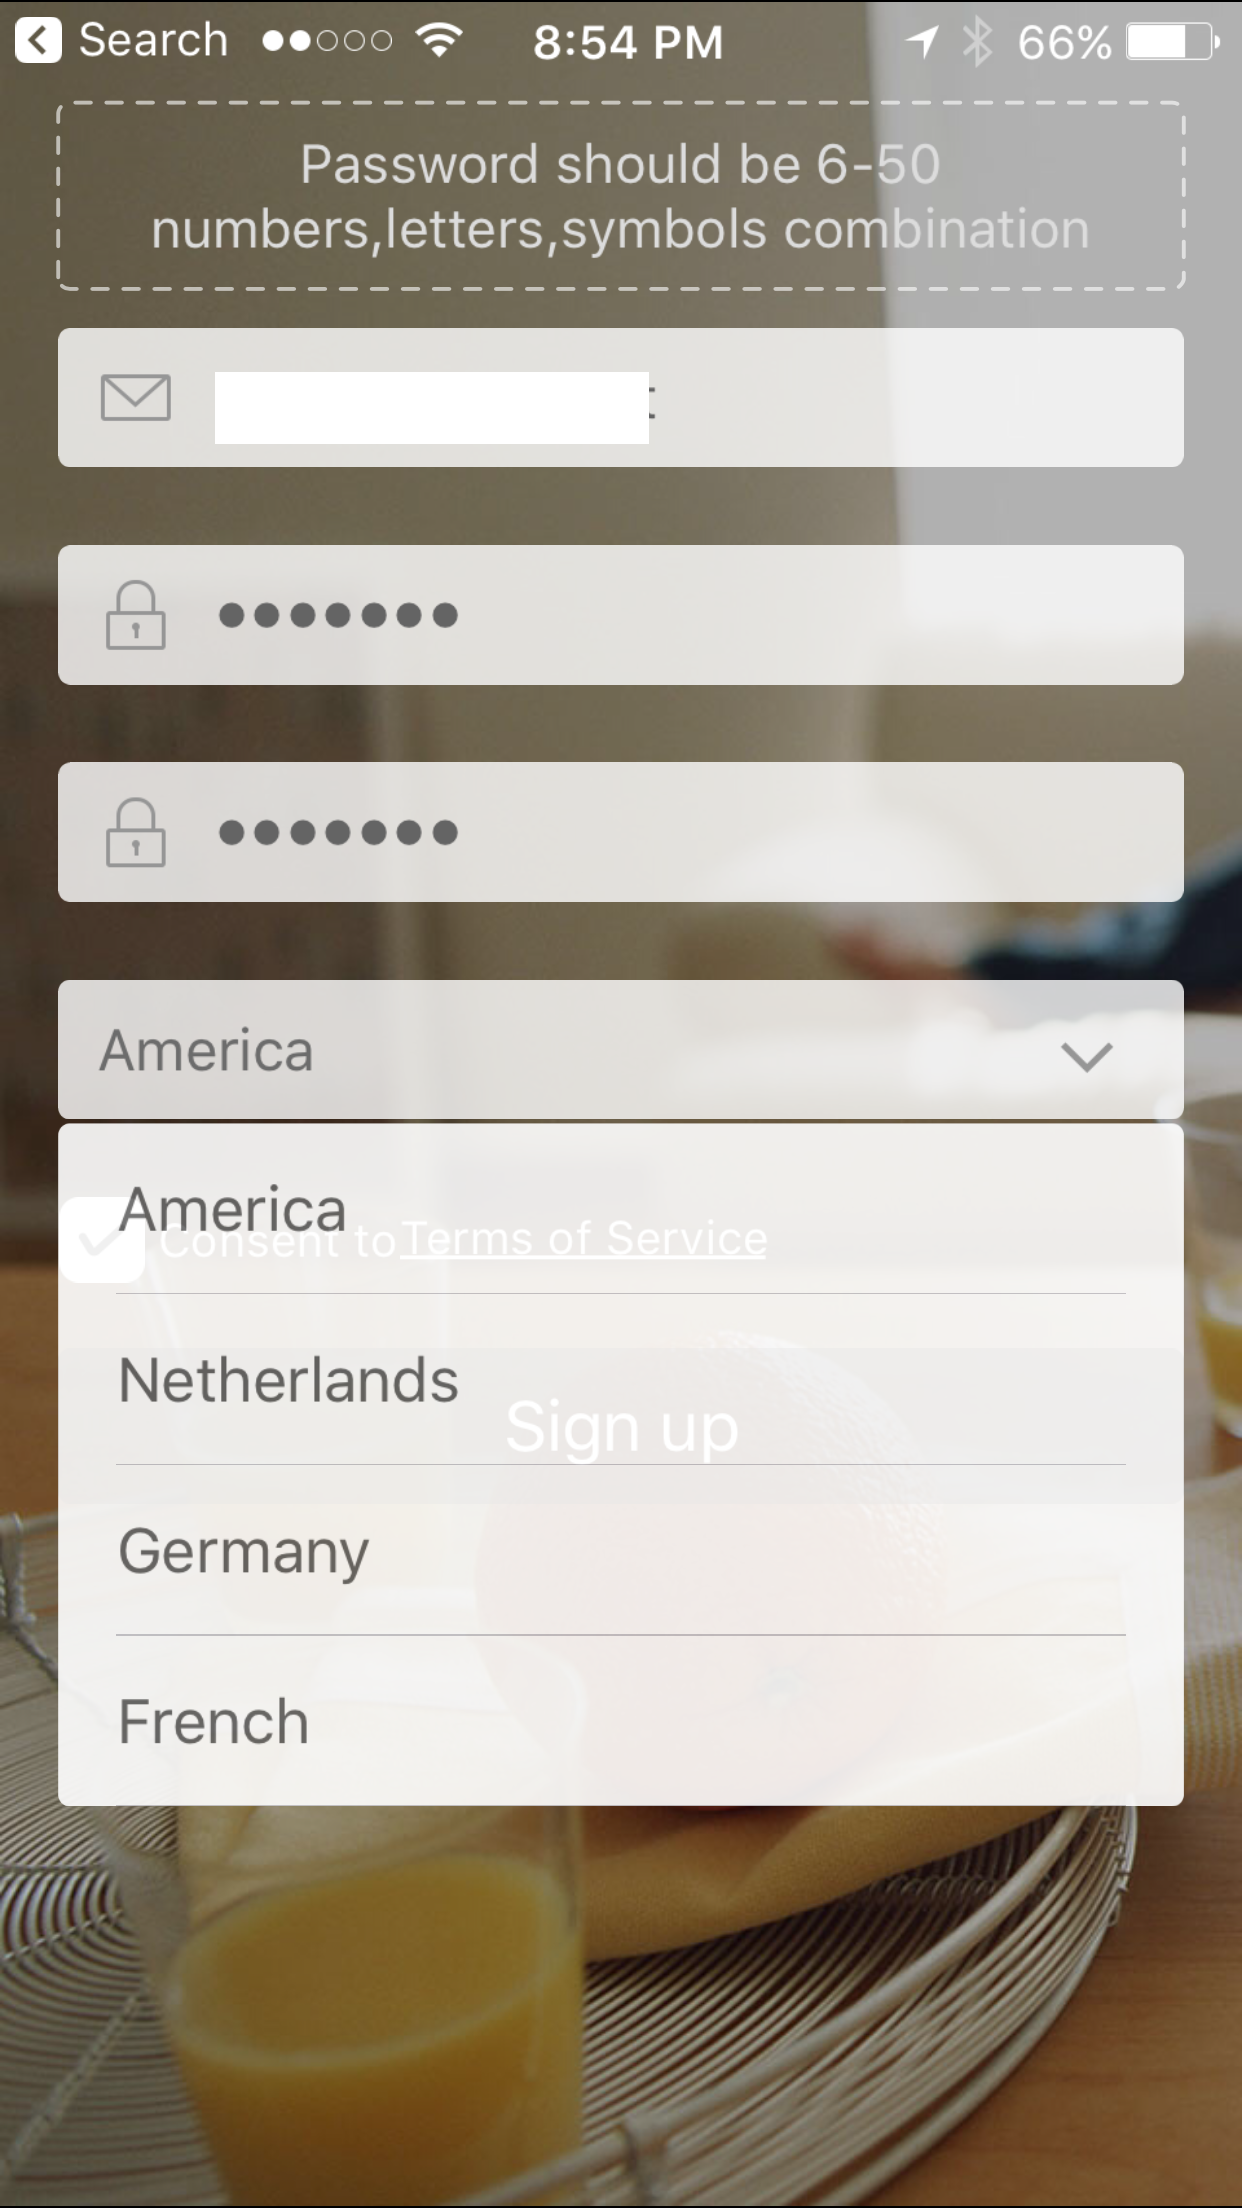 Search 8:54 PM 66%
Password should be 6-50
numbers,letters,symbols combination
America
America
Consent to Terms of Service
Netherlands
Sign up
Germany
French